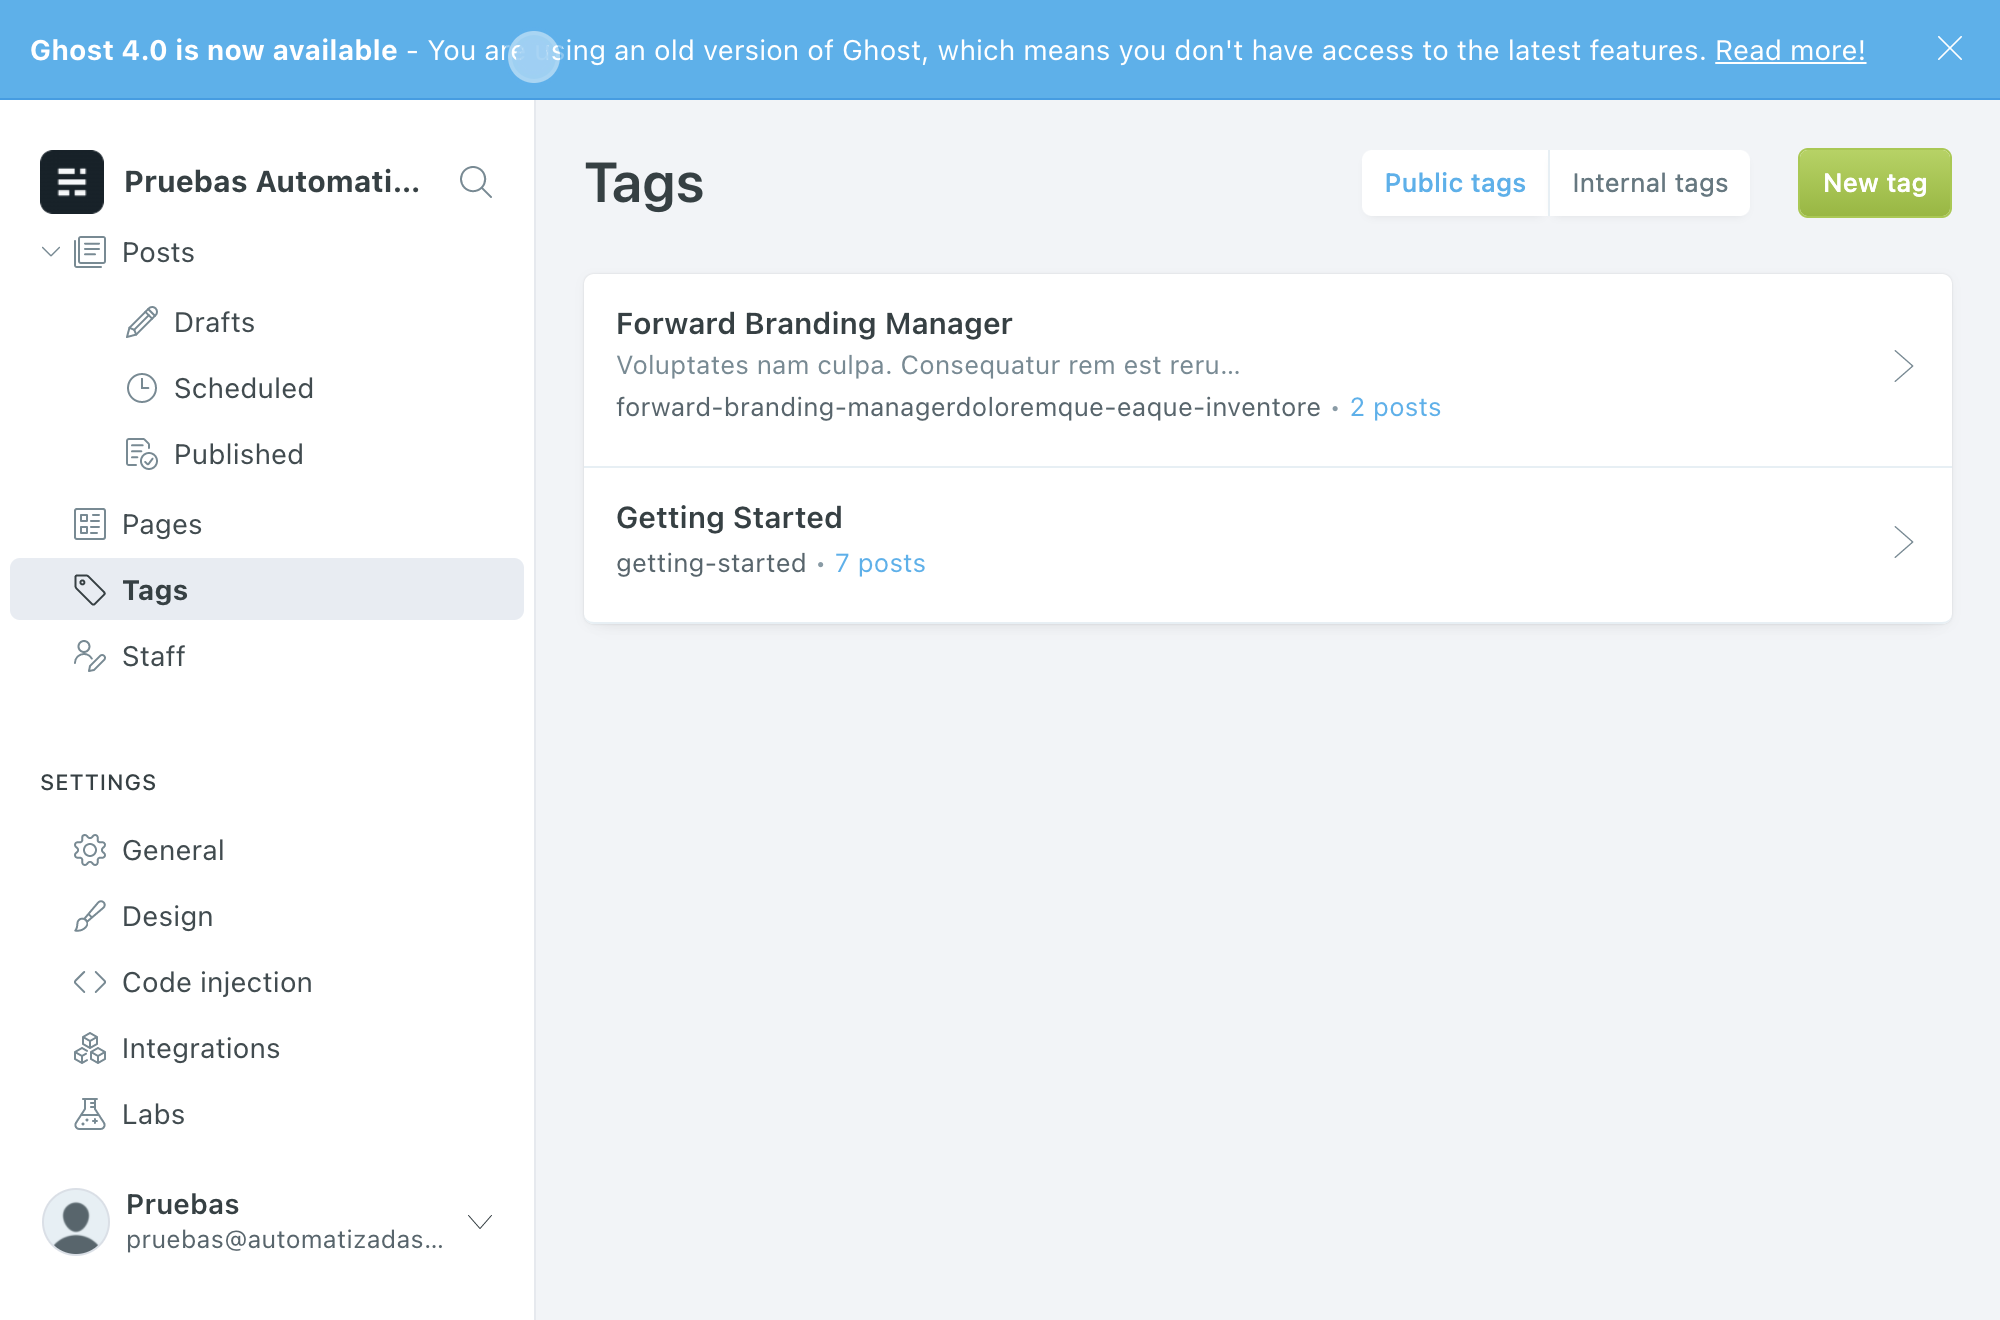 Ghost 4.0 is now available - You are using an old version of Ghost, which means you don't have access to the latest features. Read more!
Pruebas Automati...
Posts
Drafts
Scheduled
Published
Pages
Tags
Staff
SETTINGS
General
Design
Code injection
Integrations
Labs
Pruebas
pruebas@automatizadas...
Tags
Public tags
Internal tags
New tag
Forward Branding Manager
Voluptates nam culpa. Consequatur rem est reru...
forward-branding-managerdoloremque-eaque-inventore • 2 posts
Getting Started
getting-started • 7 posts